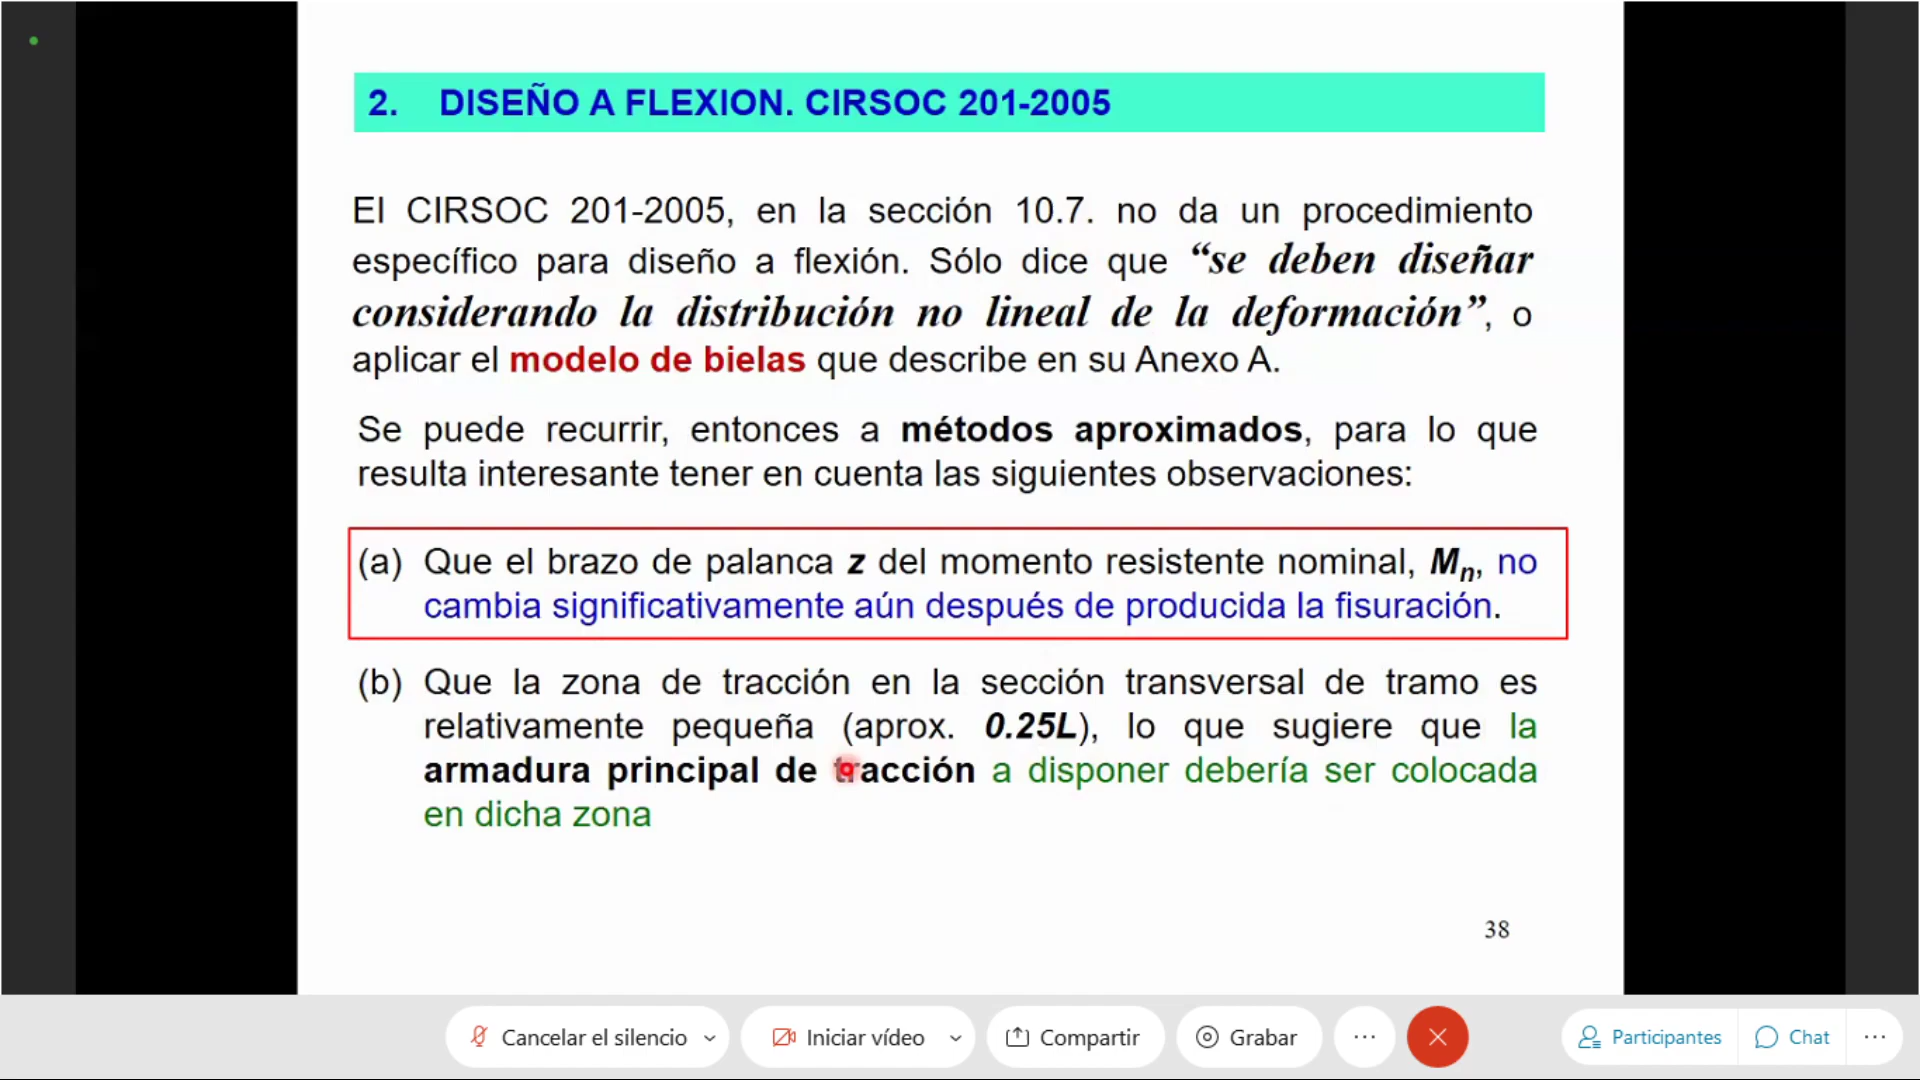 2. DISEÑO A FLEXION. CIRSOC 201-2005
El CIRSOC 201-2005, en la sección 10.7. no da un procedimiento
específico para diseño a flexión. Sólo dice que “se deben diseñar
considerando la distribución no lineal de la deformación”, o
aplicar el modelo de bielas que describe en su Anexo A.
Se puede recurrir, entonces a métodos aproximados, para lo que
resulta interesante tener en cuenta las siguientes observaciones:
(a) Que el brazo de palanca z del momento resistente nominal, Mn, no
cambia significativamente aún después de producida la fisuración.
(b) Que la zona de tracción en la sección transversal de tramo es
relativamente pequeña (aprox. 0.25L), lo que sugiere que la
armadura principal de tracción a disponer debería ser colocada
en dicha zona
38
Cancelar el silencio Iniciar vídeo Compartir Grabar ... Participantes Chat ...